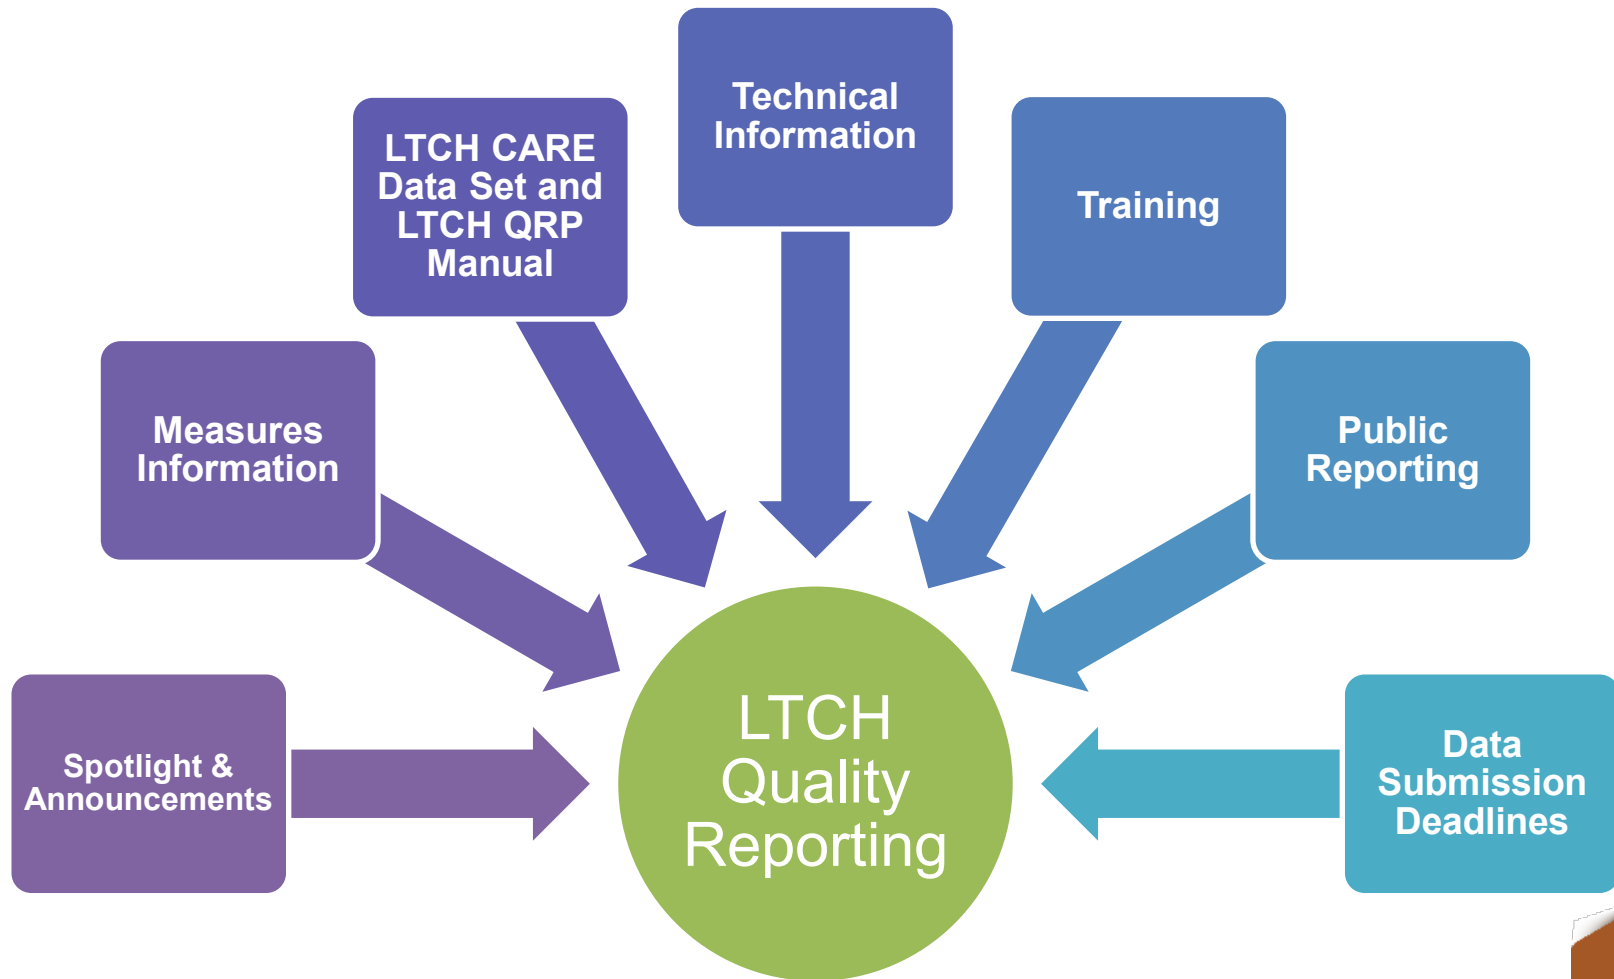 Technical
Information
LTCH CARE
Data Set and
LTCH QRP
Manual
Training
Measures
Information
Public
Reporting
Spotlight &
Announcements
LTCH
Quality
Reporting
Data
Submission
Deadlines